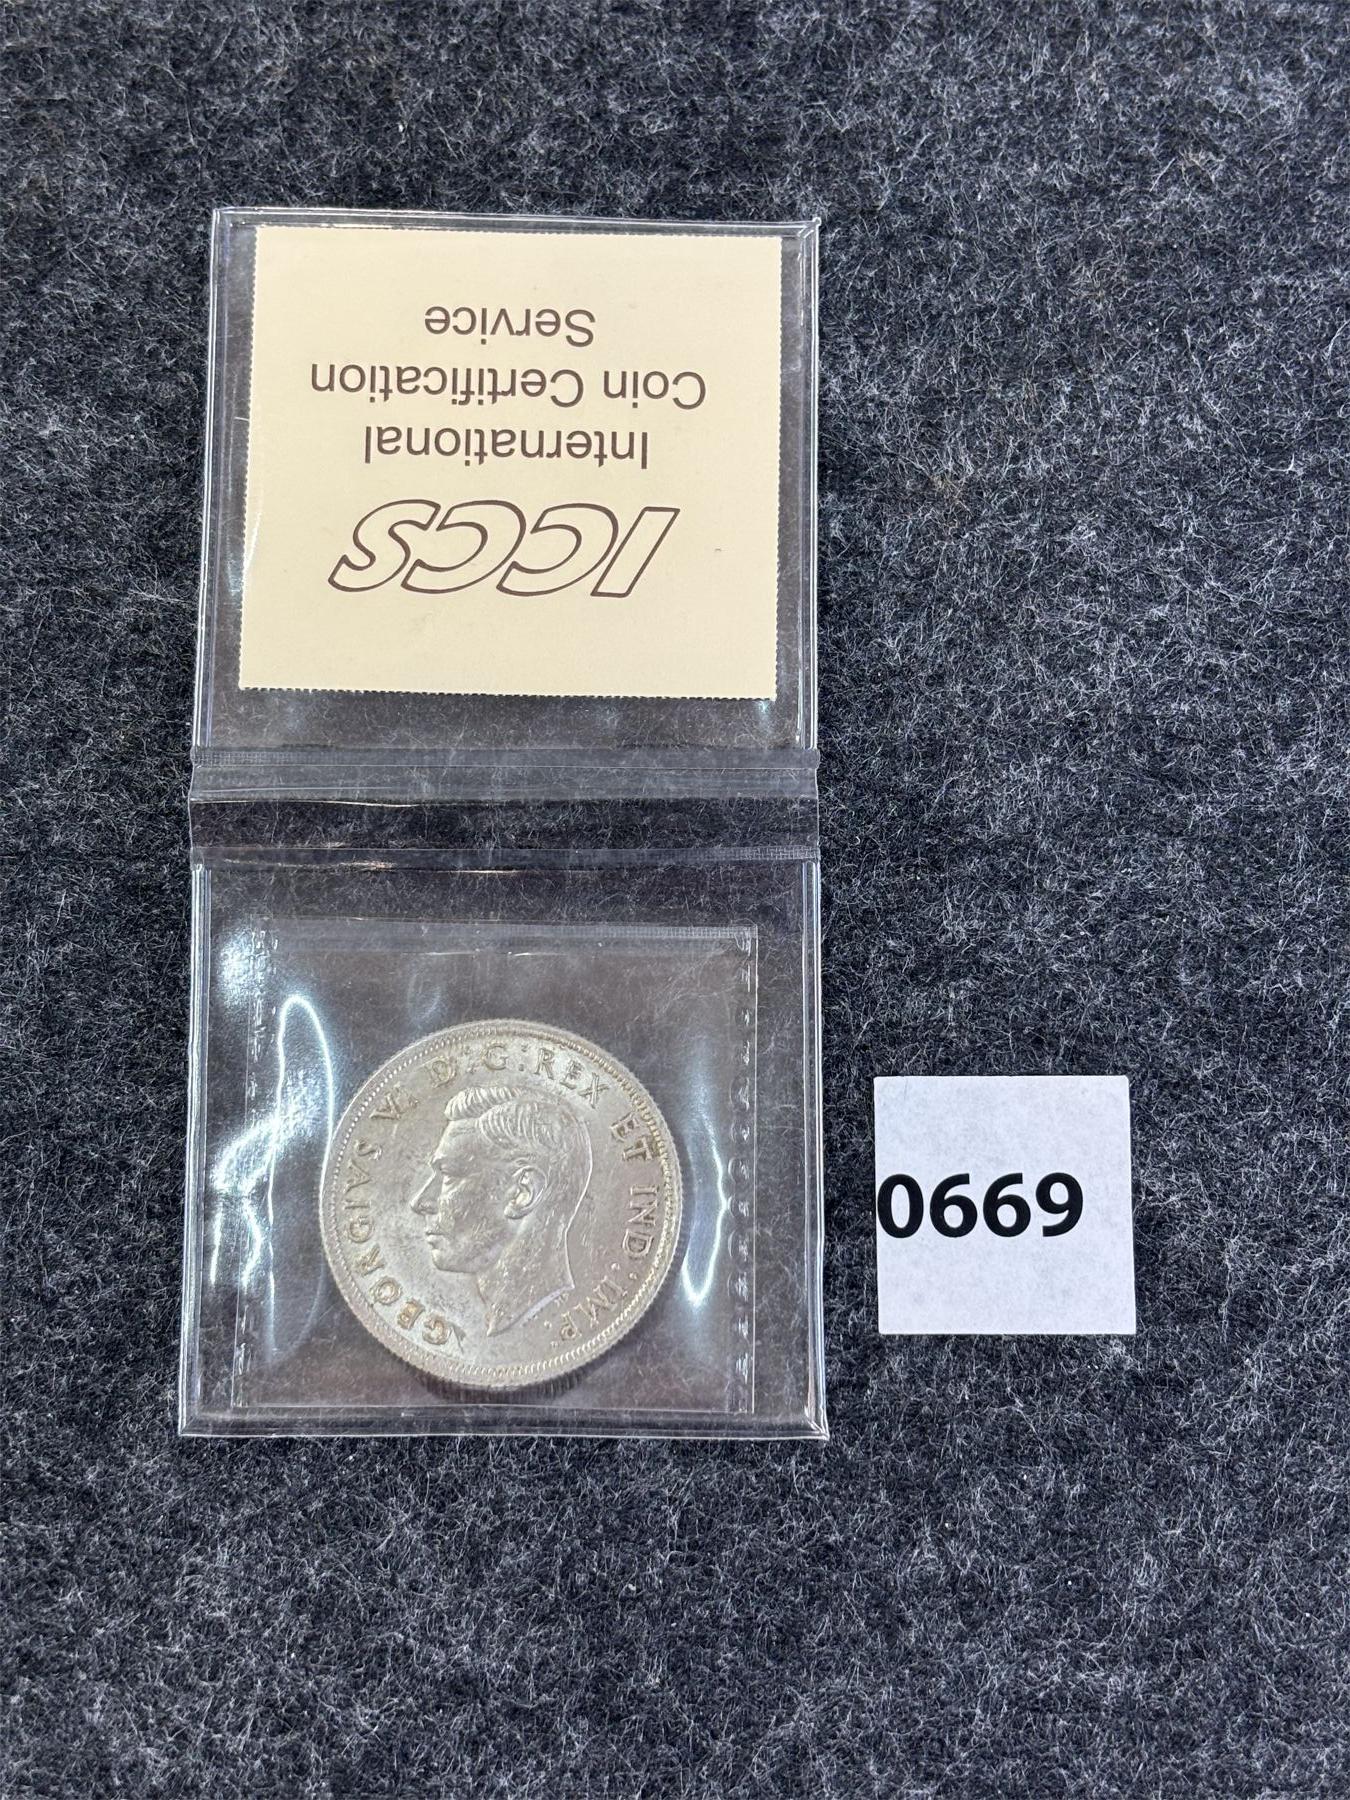 ICCS
International
Coin Certification
Service
GEORGIVS VI D:G:REX ET IND:IMP:
0669